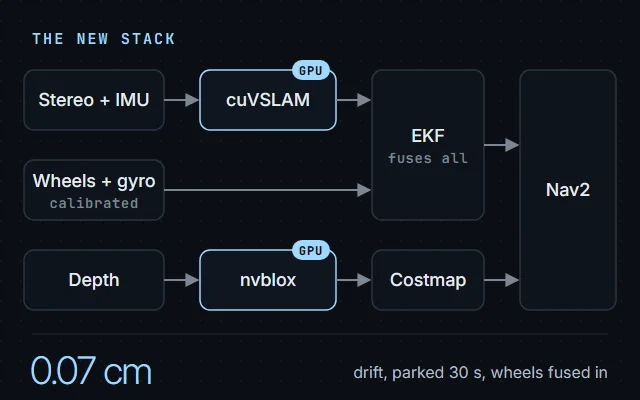 THE NEW STACK
GPU
Stereo + IMU
cuVSLAM
EKF
fuses all
Wheels + gyro
calibrated
Nav2
GPU
Depth
nvblox
Costmap
0.07 cm
drift, parked 30 s, wheels fused in